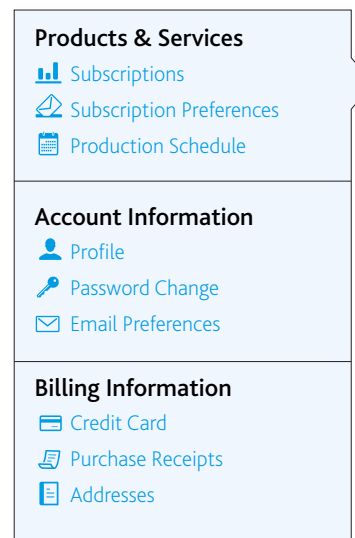 Products & Services
Subscriptions
Subscription Preferences
Production Schedule
Account Information
Profile
Password Change
Email Preferences
Billing Information
Credit Card
Purchase Receipts
Addresses